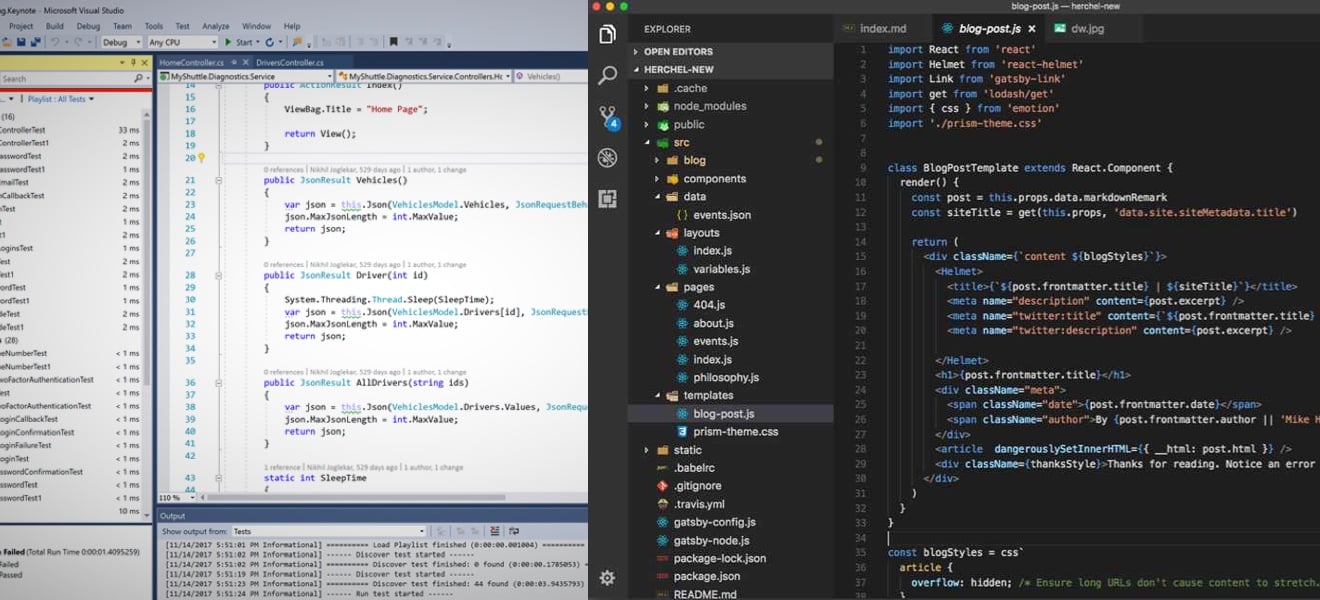 g.Keynote - Microsoft Visual Studio
Project Build Debug Team Tools Test Analyze Window Help
Debug Any CPU Start
Search
Playlist : All Tests
(16)
ControllerTest 33 ms
ControllerTest1 2 ms
asswordTest 2 ms
asswordTest1 < 1 ms
mailTest 2 ms
nCallbackTest 2 ms
nTest 2 ms
t 1 ms
t1 2 ms
oginsTest 1 ms
est 2 ms
est1 2 ms
wordTest 2 ms
wordTest1 < 1 ms
deTest 2 ms
deTest1 2 ms
s (28)
neNumberTest < 1 ms
woFactorAuthenticationTest < 1 ms
Test < 1 ms
woFactorAuthenticationTest < 1 ms
LoginCallbackTest < 1 ms
LoginConfirmationTest < 1 ms
LoginFailureTest < 1 ms
LoginTest < 1 ms
asswordConfirmationTest < 1 ms
asswordTest < 1 ms
asswordTest1 < 1 ms
10 ms
Failed (Total Run Time 0:00:01.4095259)
Failed
Passed
HomeController.cs DriversController.cs
MyShuttle.Diagnostics.Service MyShuttle.Diagnostics.Service.Controllers.Hc Vehicles()
14 public ActionResult Index()
15 {
16 ViewBag.Title = "Home Page";
17
18 return View();
19 }
20
0 references | Nikhil Joglekar, 529 days ago | 1 author, 1 change
21 public JsonResult Vehicles()
22 {
23 var json = this.Json(VehiclesModel.Vehicles, JsonRequestBeh
24 json.MaxJsonLength = int.MaxValue;
25 return json;
26 }
27
0 references | Nikhil Joglekar, 529 days ago | 1 author, 1 change
28 public JsonResult Driver(int id)
29 {
30 System.Threading.Thread.Sleep(SleepTime);
31 var json = this.Json(VehiclesModel.Drivers[id], JsonRequest
32 json.MaxJsonLength = int.MaxValue;
33 return json;
34 }
35
0 references | Nikhil Joglekar, 529 days ago | 1 author, 1 change
36 public JsonResult AllDrivers(string ids)
37 {
38 var json = this.Json(VehiclesModel.Drivers.Values, JsonRequ
39 json.MaxJsonLength = int.MaxValue;
40 return json;
41 }
42
1 reference | Nikhil Joglekar, 529 days ago | 1 author, 1 change
43 static int SleepTime
44 {
110 %
Output
Show output from: Tests
[11/14/2017 5:51:01 PM Informational] ========== Load Playlist finished (0:00:00.001004) ==========
[11/14/2017 5:51:02 PM Informational] ------ Discover test started ------
[11/14/2017 5:51:02 PM Informational] ========== Discover test finished: 0 found (0:00:00.1785053) =
[11/14/2017 5:51:19 PM Informational] ------ Discover test started ------
[11/14/2017 5:51:23 PM Informational] ========== Discover test finished: 44 found (0:00:03.9435793)
[11/14/2017 5:51:24 PM Informational] ------ Run test started ------
blog-post.js — herchel-new
4
EXPLORER
OPEN EDITORS
HERCHEL-NEW
.cache
node_modules
public
src
blog
components
data
{ } events.json
layouts
index.js
variables.js
pages
404.js
about.js
events.js
index.js
philosophy.js
templates
blog-post.js
prism-theme.css
static
.babelrc
.gitignore
.travis.yml
gatsby-config.js
gatsby-node.js
package-lock.json
package.json
README.md
index.md blog-post.js dw.jpg
1 import React from 'react'
2 import Helmet from 'react-helmet'
3 import Link from 'gatsby-link'
4 import get from 'lodash/get'
5 import { css } from 'emotion'
6 import './prism-theme.css'
7
8
9 class BlogPostTemplate extends React.Component {
10 render() {
11 const post = this.props.data.markdownRemark
12 const siteTitle = get(this.props, 'data.site.siteMetadata.title')
13
14 return (
15 <div className={`content ${blogStyles}`}>
16 <Helmet>
17 <title>{`${post.frontmatter.title} | ${siteTitle}`}</title>
18 <meta name="description" content={post.excerpt} />
19 <meta name="twitter:title" content={`${post.frontmatter.title}
20 <meta name="twitter:description" content={post.excerpt} />
21
22 </Helmet>
23 <h1>{post.frontmatter.title}</h1>
24 <div className="meta">
25 <span className="date">{post.frontmatter.date}</span>
26 <span className="author">By {post.frontmatter.author || 'Mike H
27 </div>
28 <article dangerouslySetInnerHTML={{ __html: post.html }} />
29 <div className={thanksStyle}>Thanks for reading. Notice an error
30 </div>
31 )
32 }
33 }
34
35 const blogStyles = css`
36 article {
37 overflow: hidden; /* Ensure long URLs don't cause content to stretch.
38 }